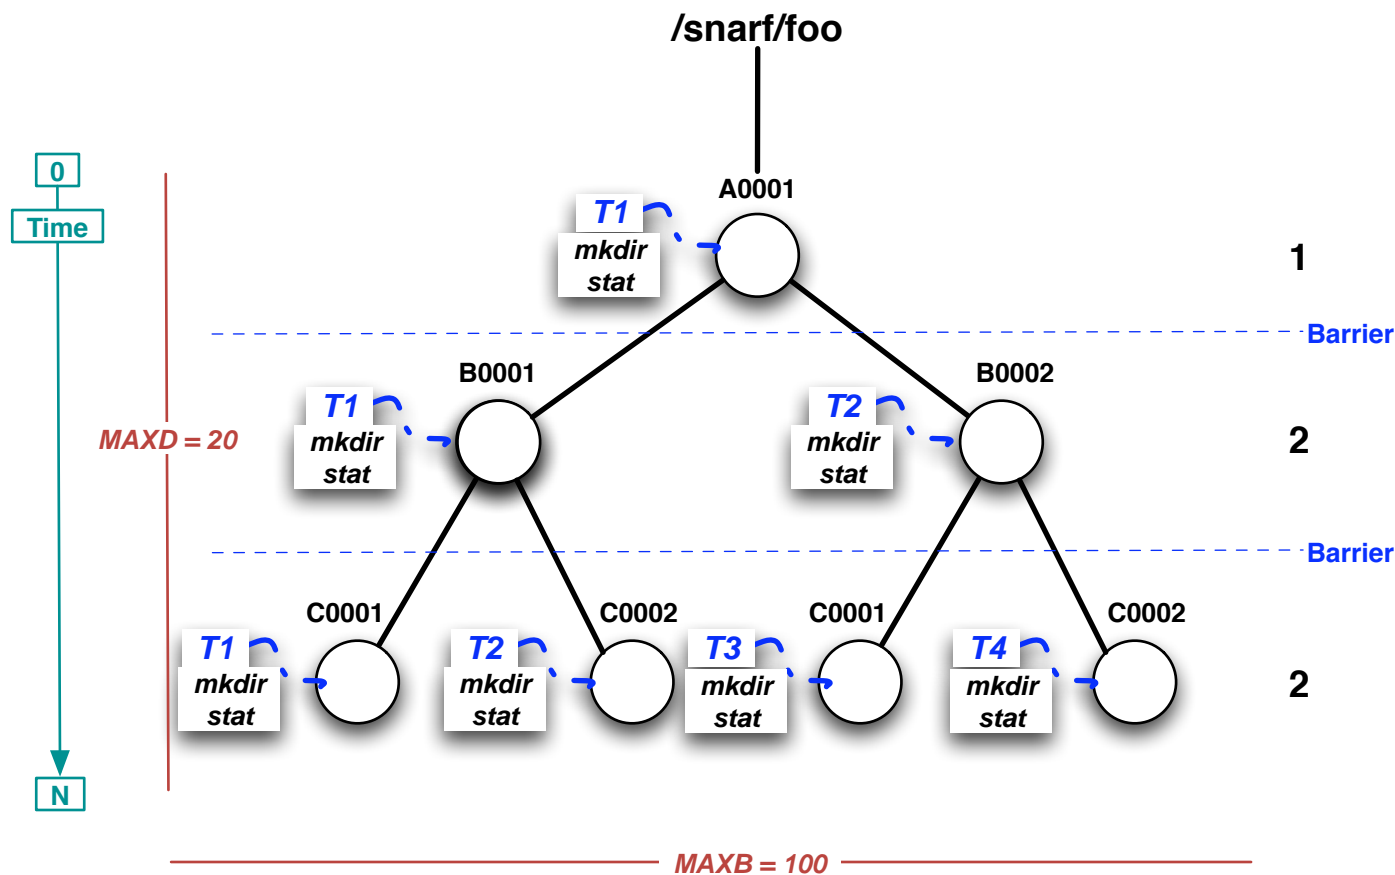 /snarf/foo
0
Time
A0001
T1
mkdir
stat
1
Barrier
B0001
T1
mkdir
stat
B0002
T2
mkdir
stat
2
MAXD = 20
Barrier
C0001
T1
mkdir
stat
C0002
T2
mkdir
stat
C0001
T3
mkdir
stat
C0002
T4
mkdir
stat
2
N
MAXB = 100